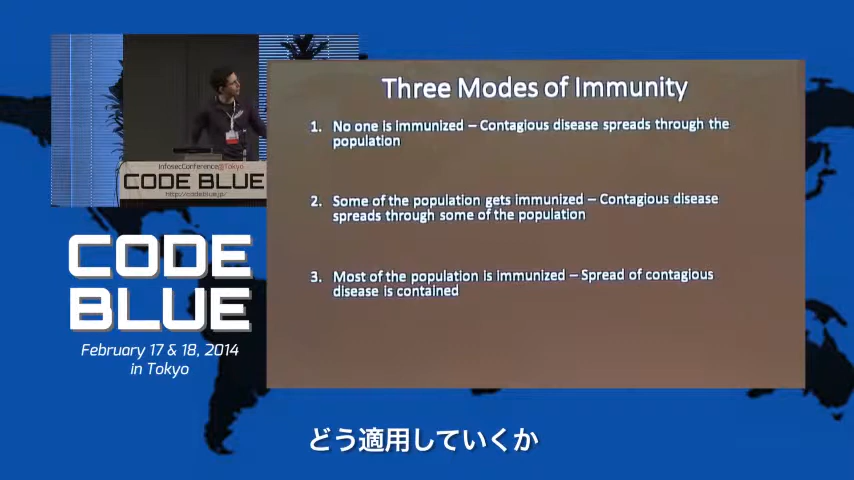 Three Modes of Immunity
1. No one is immunized – Contagious disease spreads through the
population
2. Some of the population gets immunized – Contagious disease
spreads through some of the population
3. Most of the population is immunized – Spread of contagious
disease is contained
InfosecConference@Tokyo
CODE BLUE
http://codeblue.jp/
CODE
BLUE
February 17 & 18, 2014
in Tokyo
どう適用していくか